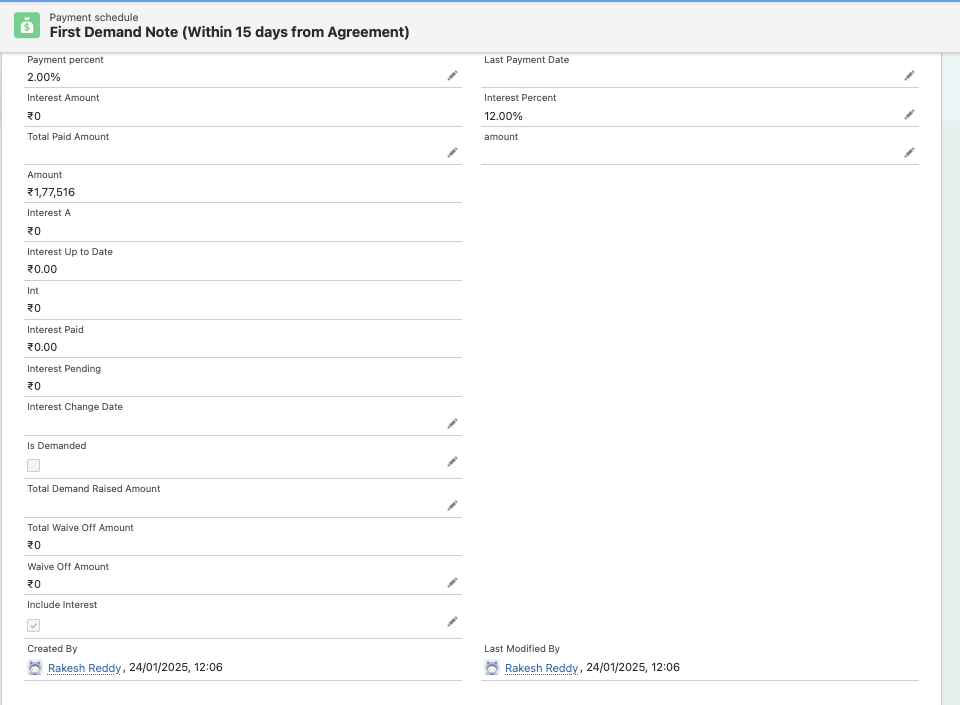 Payment schedule
First Demand Note (Within 15 days from Agreement)
Payment percent
2.00%
Last Payment Date
Interest Amount
₹0
Interest Percent
12.00%
Total Paid Amount
amount
Amount
₹1,77,516
Interest A
₹0
Interest Up to Date
₹0.00
Int
₹0
Interest Paid
₹0.00
Interest Pending
₹0
Interest Change Date
Is Demanded
Total Demand Raised Amount
Total Waive Off Amount
₹0
Waive Off Amount
₹0
Include Interest
Created By
Rakesh Reddy, 24/01/2025, 12:06
Last Modified By
Rakesh Reddy, 24/01/2025, 12:06